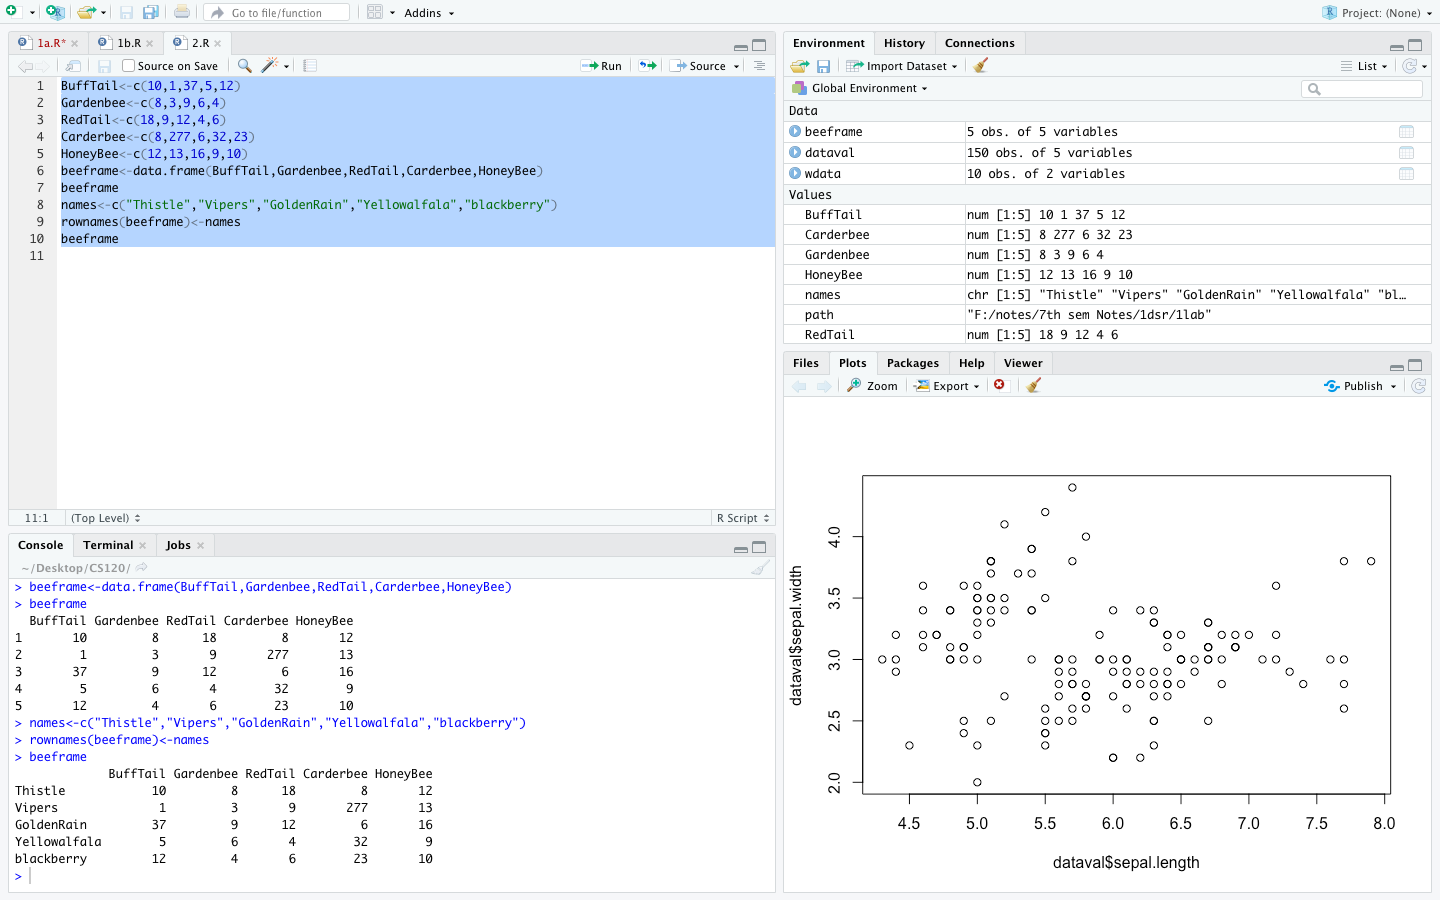 Go to file/function
Addins
Project: (None)
1a.R*
1b.R
2.R
Source on Save
Run
Source
1 BuffTail<-c(10,1,37,5,12)
2 Gardenbee<-c(8,3,9,6,4)
3 RedTail<-c(18,9,12,4,6)
4 Carderbee<-c(8,277,6,32,23)
5 HoneyBee<-c(12,13,16,9,10)
6 beeframe<-data.frame(BuffTail,Gardenbee,RedTail,Carderbee,HoneyBee)
7 beeframe
8 names<-c("Thistle","Vipers","GoldenRain","Yellowalfala","blackberry")
9 rownames(beeframe)<-names
10 beeframe
11
11:1 (Top Level) R Script
Console Terminal Jobs
~/Desktop/CS120/
> beeframe<-data.frame(BuffTail,Gardenbee,RedTail,Carderbee,HoneyBee)
> beeframe
BuffTail Gardenbee RedTail Carderbee HoneyBee
1 10 8 18 8 12
2 1 3 9 277 13
3 37 9 12 6 16
4 5 6 4 32 9
5 12 4 6 23 10
> names<-c("Thistle","Vipers","GoldenRain","Yellowalfala","blackberry")
> rownames(beeframe)<-names
> beeframe
BuffTail Gardenbee RedTail Carderbee HoneyBee
Thistle 10 8 18 8 12
Vipers 1 3 9 277 13
GoldenRain 37 9 12 6 16
Yellowalfala 5 6 4 32 9
blackberry 12 4 6 23 10
>
Environment History Connections
Import Dataset List
Global Environment
Data
beeframe 5 obs. of 5 variables
dataval 150 obs. of 5 variables
wdata 10 obs. of 2 variables
Values
BuffTail num [1:5] 10 1 37 5 12
Carderbee num [1:5] 8 277 6 32 23
Gardenbee num [1:5] 8 3 9 6 4
HoneyBee num [1:5] 12 13 16 9 10
names chr [1:5] "Thistle" "Vipers" "GoldenRain" "Yellowalfala" "bl…
path "F:/notes/7th sem Notes/1dsr/1lab"
RedTail num [1:5] 18 9 12 4 6
Files Plots Packages Help Viewer
Zoom Export Publish
dataval$sepal.width
4.0
3.5
3.0
2.5
2.0
4.5 5.0 5.5 6.0 6.5 7.0 7.5 8.0
dataval$sepal.length